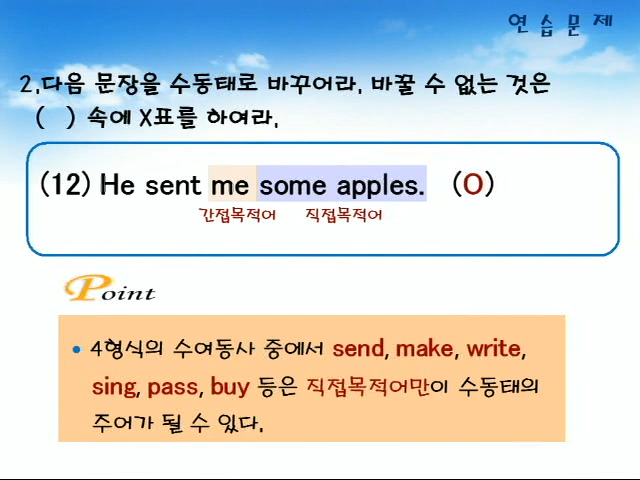 연 습 문 제
2.다음 문장을 수동태로 바꾸어라. 바꿀 수 없는 것은
( ) 속에 X표를 하여라.
(12) He sent me some apples. (O)
간접목적어 직접목적어
Point
• 4형식의 수여동사 중에서 send, make, write,
sing, pass, buy 등은 직접목적어만이 수동태의
주어가 될 수 있다.